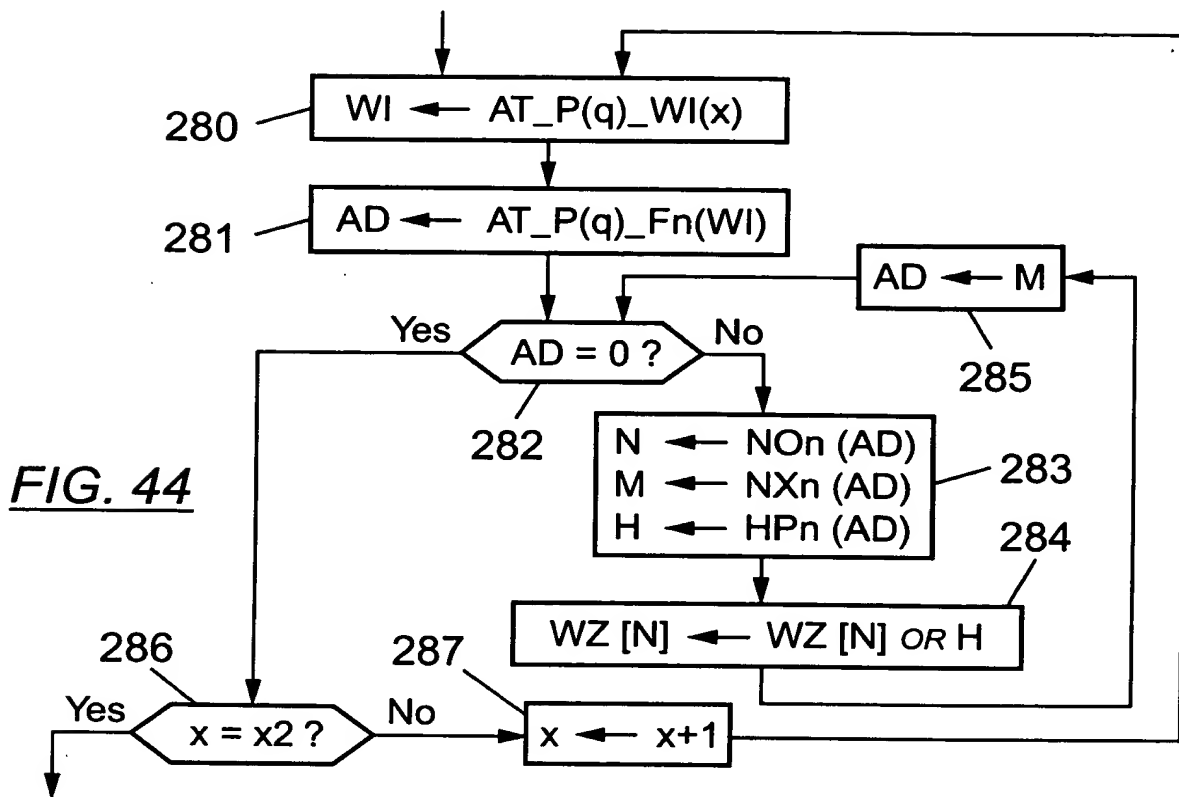 WI ← AT_P(q)_WI(x)
280
AD ← AT_P(q)_Fn(WI)
281
AD ← M
285
Yes
AD = 0 ?
No
282
N ← NOn (AD)
M ← NXn (AD)
H ← HPn (AD)
283
FIG. 44
284
WZ [N] ← WZ [N] OR H
286
287
Yes
x = x2 ?
No
x ← x+1